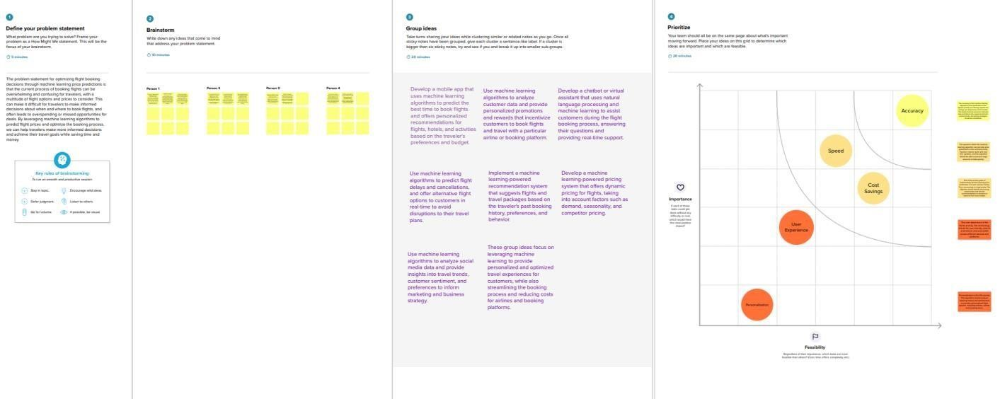 1
Define your problem statement
What problem are you trying to solve? Frame your
problem as a How Might We statement. This will be the
focus of your brainstorm.
5 minutes
The problem statement for optimizing flight booking
decisions through machine learning price predictions is
that the current process of booking flights can be
overwhelming and confusing for travelers, with a
multitude of flight options and prices to consider. This
can make it difficult for travelers to make informed
decisions about when and where to book flights, and
often leads to overspending or missed opportunities for
deals. By leveraging machine learning algorithms to
predict flight prices and optimize the booking process,
we can help travelers make more informed decisions
and achieve their travel goals while saving time and
money.
Key rules of brainstorming
To run an smooth and productive session
Stay in topic.
Encourage wild ideas.
Defer judgment.
Listen to others.
Go for volume.
If possible, be visual.
2
Brainstorm
Write down any ideas that come to mind
that address your problem statement.
10 minutes
Person 1
Person 2
Person 3
Person 4
3
Group ideas
Take turns sharing your ideas while clustering similar or related notes as you go. Once all
sticky notes have been grouped, give each cluster a sentence-like label. If a cluster is
bigger than six sticky notes, try and see if you and break it up into smaller sub-groups.
20 minutes
Develop a mobile app that
uses machine learning
algorithms to predict the
best time to book flights
and offers personalized
recommendations for
flights, hotels, and activities
based on the traveler's
preferences and budget.
Use machine learning
algorithms to analyze
customer data and provide
personalized promotions
and rewards that incentivize
customers to book flights
and travel with a particular
airline or booking platform.
Develop a chatbot or virtual
assistant that uses natural
language processing and
machine learning to assist
customers during the flight
booking process, answering
their questions and
providing real-time support.
Use machine learning
algorithms to predict flight
delays and cancellations,
and offer alternative flight
options to customers in
real-time to avoid
disruptions to their travel
plans.
Implement a machine
learning-powered
recommendation system
that suggests flights and
travel packages based on
the traveler's past booking
history, preferences, and
behavior.
Develop a machine
learning-powered pricing
system that offers dynamic
pricing for flights, taking
into account factors such as
demand, seasonality, and
competitor pricing.
Use machine learning
algorithms to analyze social
media data and provide
insights into travel trends,
customer sentiment, and
preferences to inform
marketing and business
strategy.
These group ideas focus on
leveraging machine
learning to provide
personalized and optimized
travel experiences for
customers, while also
streamlining the booking
process and reducing costs
for airlines and booking
platforms.
4
Prioritize
Your team should all be on the same page about what's important
moving forward. Place your ideas on this grid to determine which
ideas are important and which are feasible.
20 minutes
Accuracy
Speed
Cost
Savings
User
Experience
Personalization
Importance
If each of these
tasks could get
done without any
difficulty or cost,
which would have
the most positive
impact?
Feasibility
Regardless of their importance, which tasks are more
feasible than others? (Cost, time, effort, complexity, etc.)